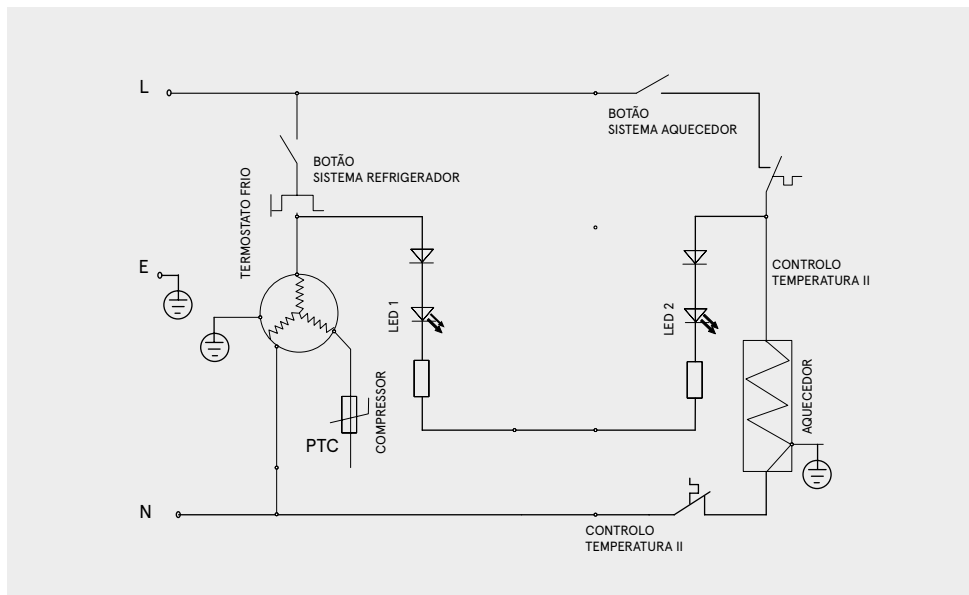 L
BOTÃO
SISTEMA AQUECEDOR
BOTÃO
SISTEMA REFRIGERADOR
TERMOSTATO FRIO
E
CONTROLO
TEMPERATURA II
LED 1
LED 2
AQUECEDOR
COMPRESSOR
PTC
N
CONTROLO
TEMPERATURA II